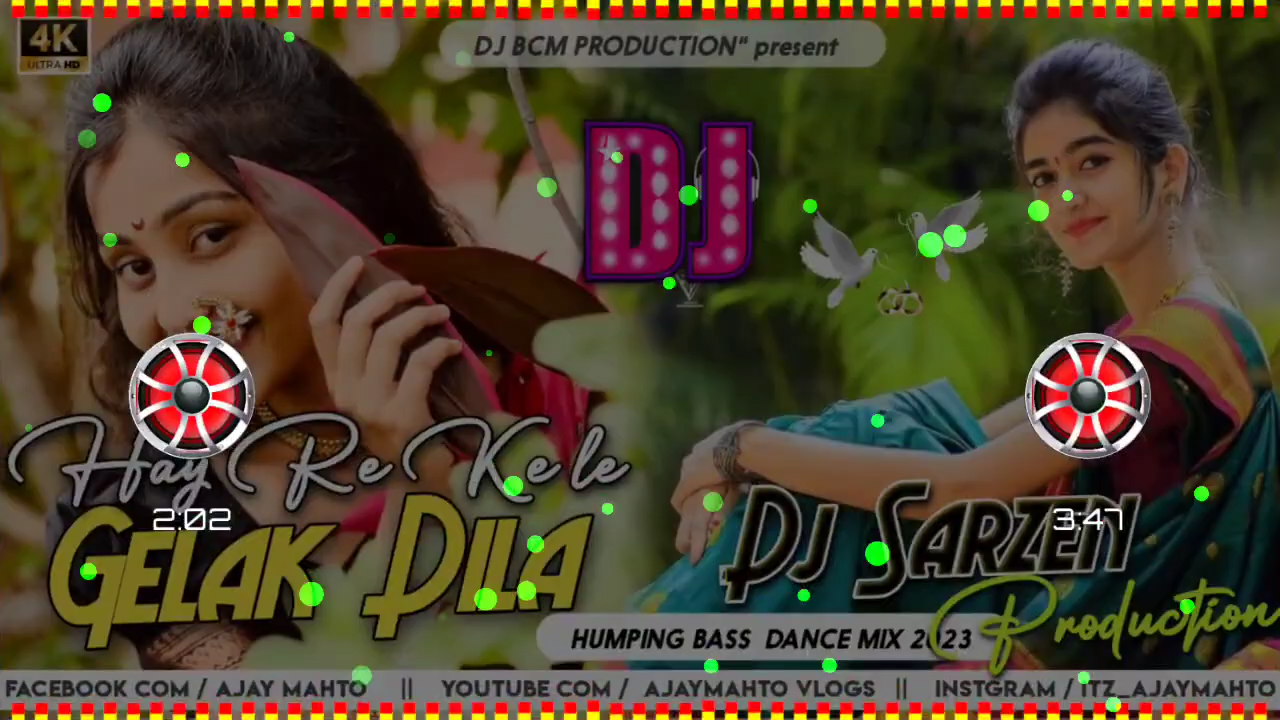 4K
ULTRA HD
DJ BCM PRODUCTION" present
DJ
Hay Re Ke le
GELAK DILA
2:02
3:47
DJ SARZEN
Production
HUMPING BASS DANCE MIX 2023
FACEBOOK COM / AJAY MAHTO || YOUTUBE COM / AJAYMAHTO VLOGS || INSTGRAM / ITZ_AJAYMAHTO